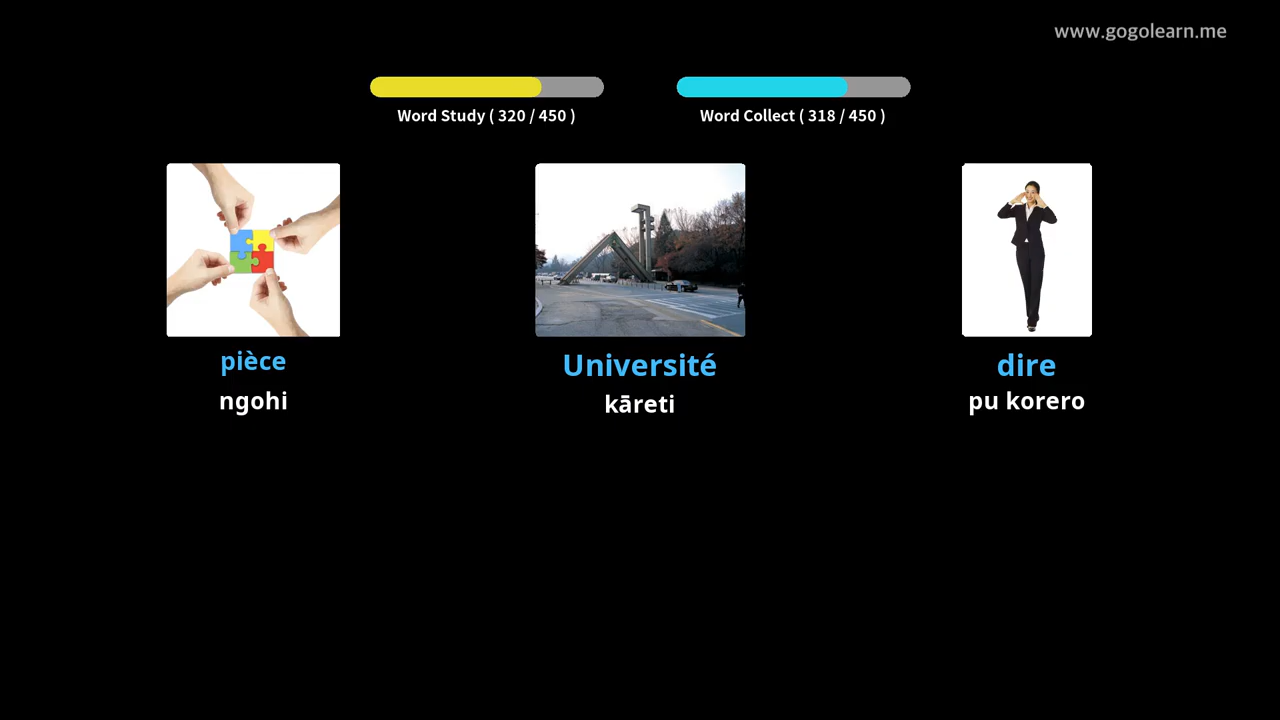 www.gogolearn.me
Word Study ( 320 / 450 )
Word Collect ( 318 / 450 )
pièce
Université
dire
ngohi
kāreti
pu korero